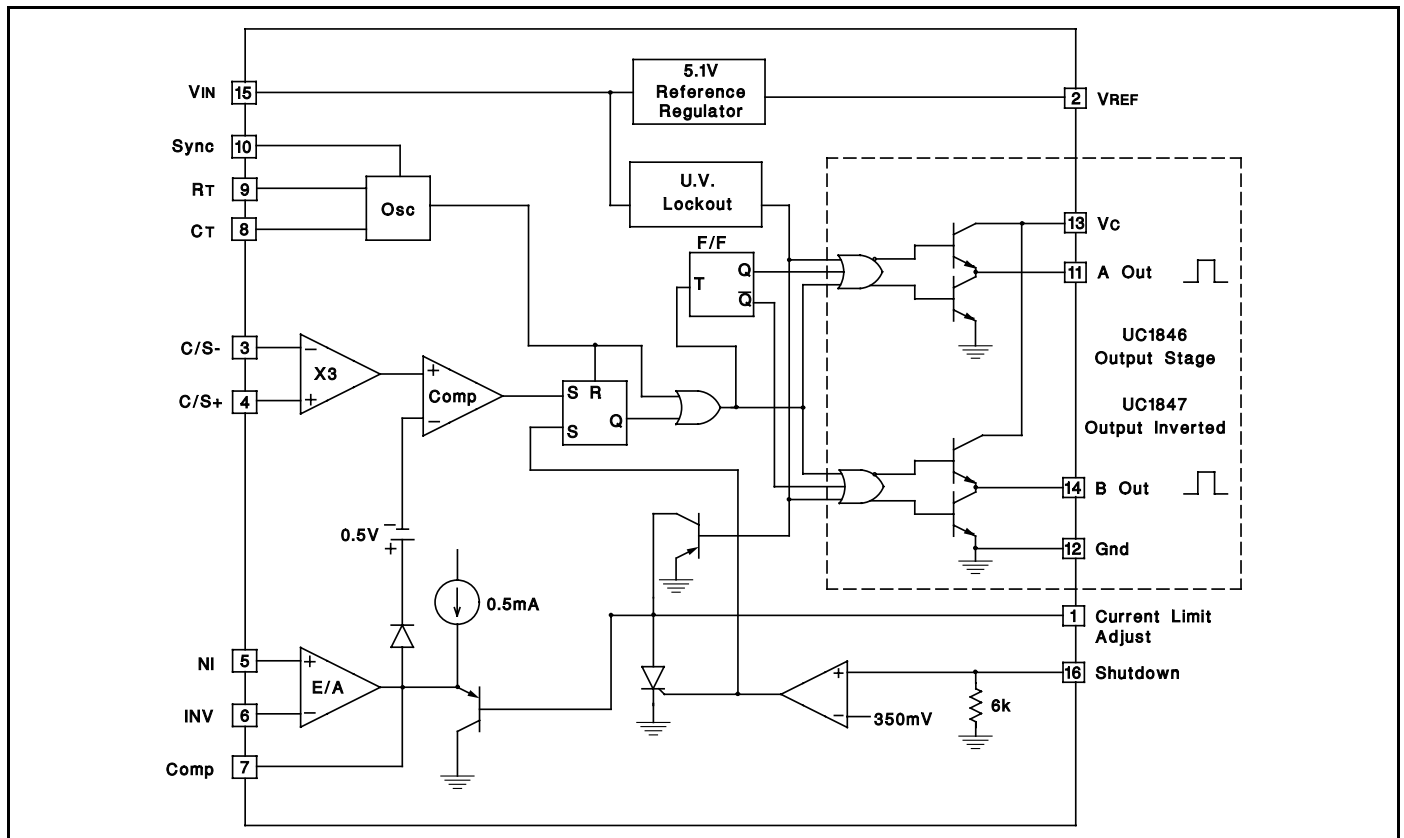 5.1V
Reference
Regulator
VIN 15
2 VREF
Sync 10
U.V.
Lockout
RT 9
Osc
CT 8
13 VC
F/F
Q
T
Q̅
11 A Out
UC1846
Output Stage
C/S- 3
−
X3
+
C/S+ 4
+
Comp
−
S R
Q
S
UC1847
Output Inverted
14 B Out
−
0.5V
+
12 Gnd
0.5mA
1 Current Limit
Adjust
NI 5
+
E/A
−
INV 6
16 Shutdown
+
−
350mV
6k
Comp 7